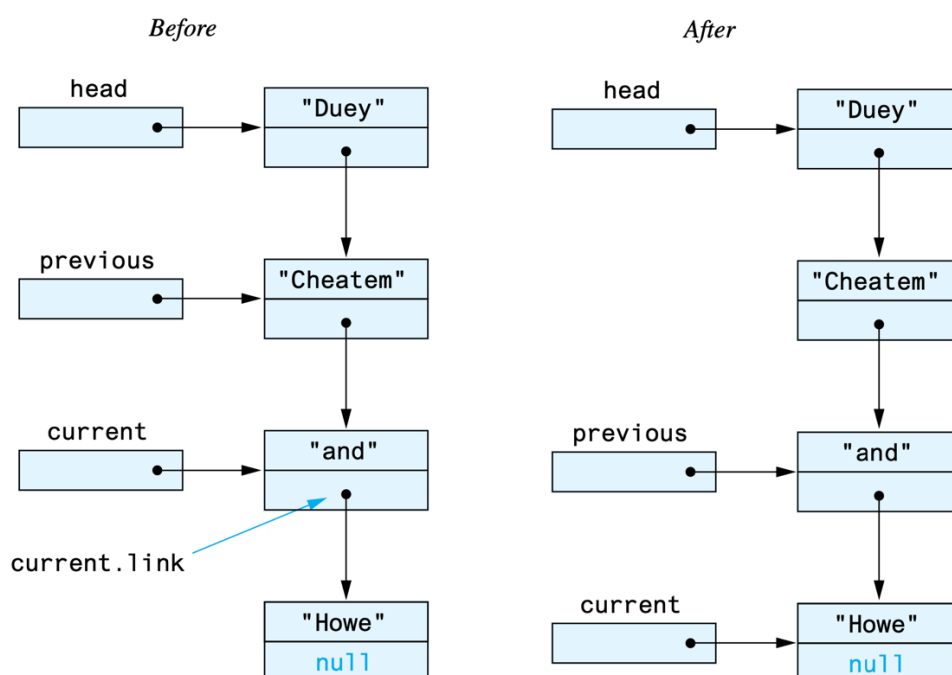 Before
head
"Duey"
previous
"Cheatem"
current
"and"
current.link
"Howe"
null
After
head
"Duey"
"Cheatem"
previous
"and"
current
"Howe"
null